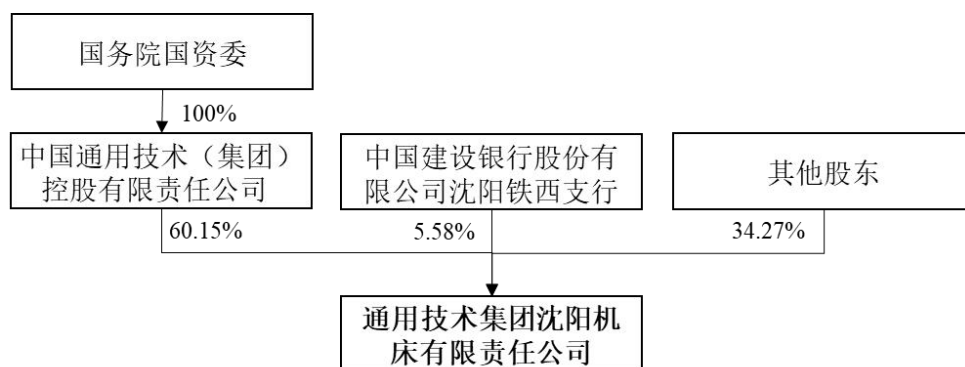 国务院国资委
100%
中国通用技术（集团）
控股有限责任公司
中国建设银行股份有
限公司沈阳铁西支行
其他股东
60.15%
5.58%
34.27%
通用技术集团沈阳机
床有限责任公司